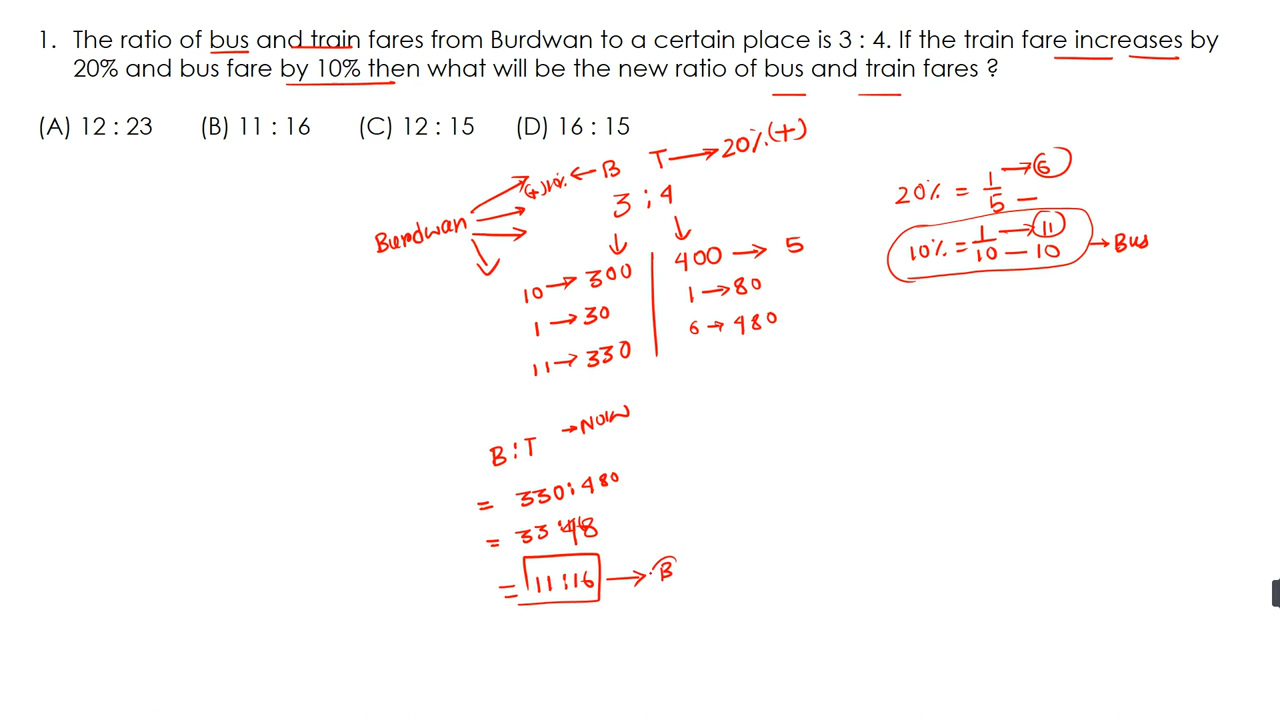 1. The ratio of bus and train fares from Burdwan to a certain place is 3 : 4. If the train fare increases by
20% and bus fare by 10% then what will be the new ratio of bus and train fares ?
(A) 12 : 23 (B) 11 : 16 (C) 12 : 15 (D) 16 : 15
Burdwan
(+)10% ← B T → 20% (+)
3 : 4
10 → 300
1 → 30
11 → 330
400 → 5
1 → 80
6 → 480
20% = 1/5 → 6
10% = 1/10 → 11 — 10 → Bus
B : T → Now
= 330 : 480
= 33 : 48
= 11 : 16 → B